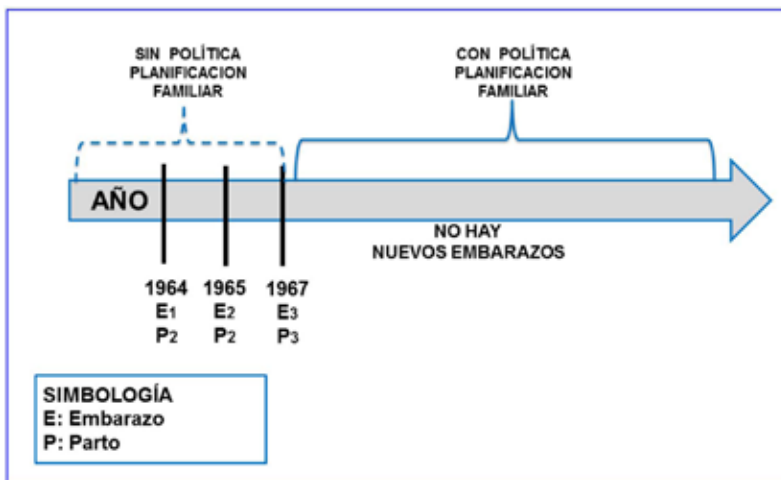 SIN POLÍTICA
PLANIFICACION
FAMILIAR
CON POLÍTICA
PLANIFICACION
FAMILIAR
AÑO
NO HAY
NUEVOS EMBARAZOS
1964 1965 1967
E1 E2 E3
P2 P2 P3
SIMBOLOGÍA
E: Embarazo
P: Parto